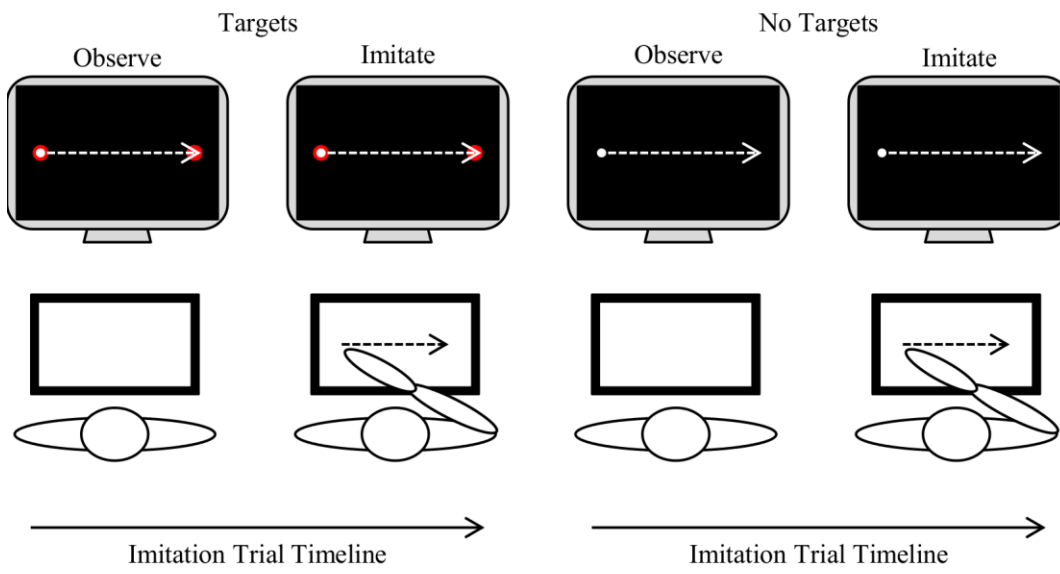 Targets
No Targets
Observe
Imitate
Observe
Imitate
Imitation Trial Timeline
Imitation Trial Timeline